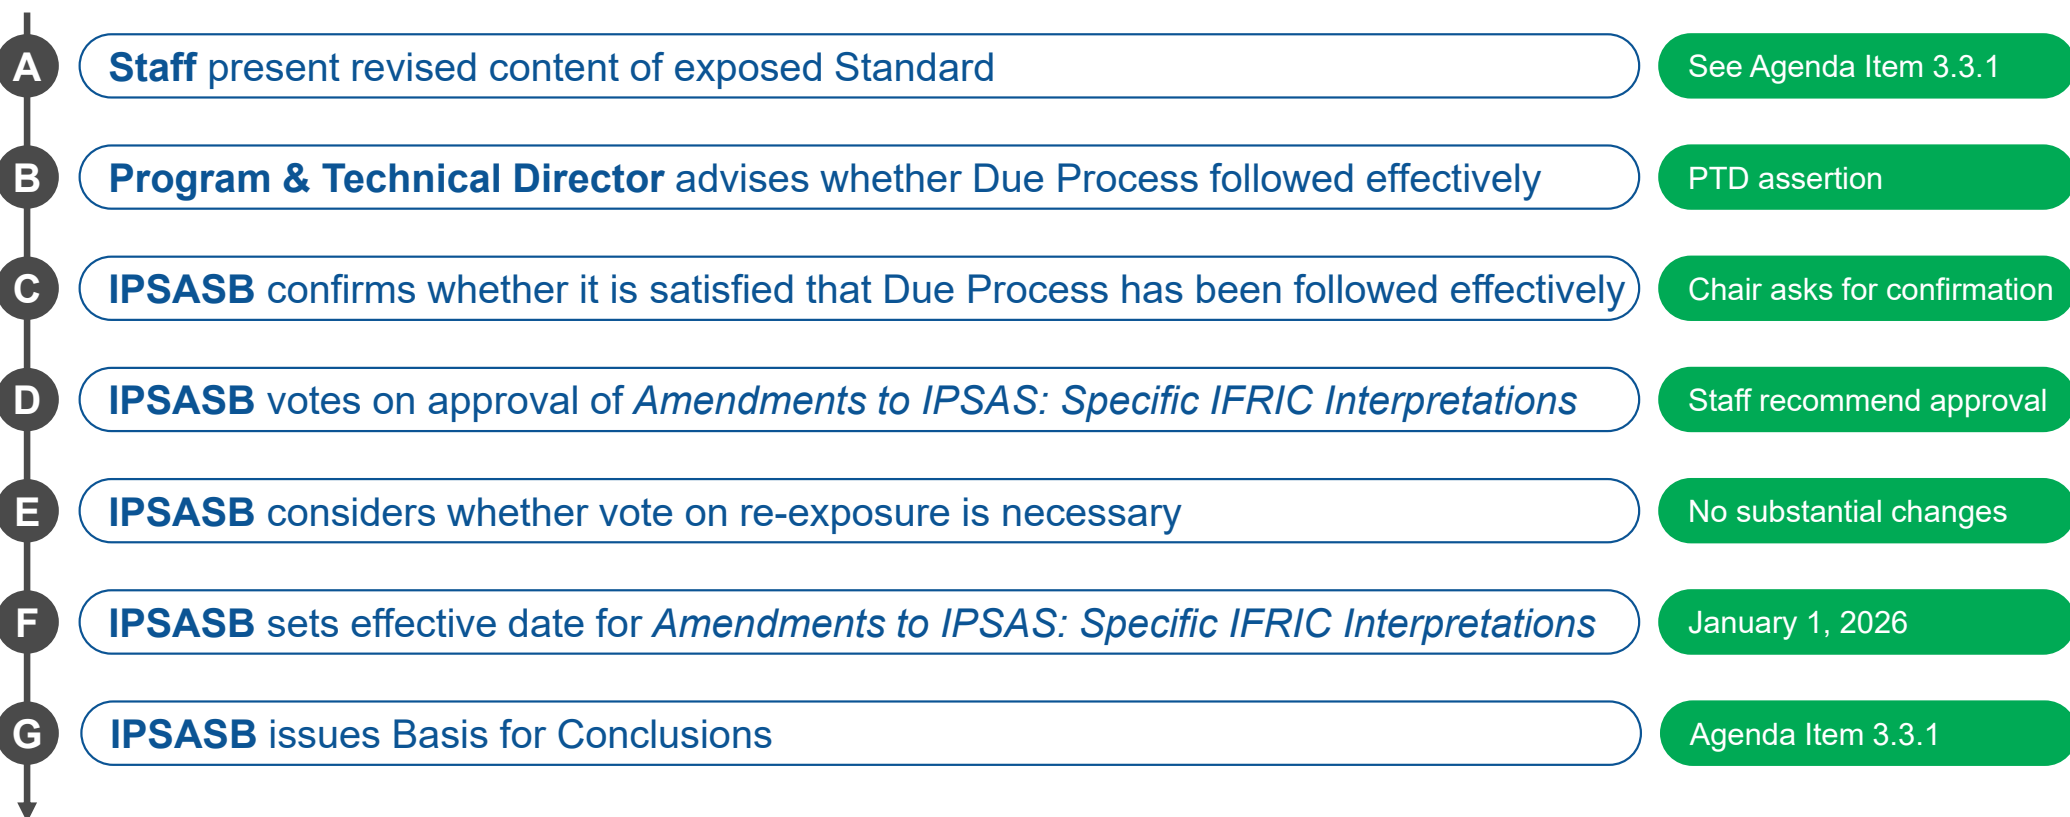 A Staff present revised content of exposed Standard See Agenda Item 3.3.1
B Program & Technical Director advises whether Due Process followed effectively PTD assertion
C IPSASB confirms whether it is satisfied that Due Process has been followed effectively Chair asks for confirmation
D IPSASB votes on approval of Amendments to IPSAS: Specific IFRIC Interpretations Staff recommend approval
E IPSASB considers whether vote on re-exposure is necessary No substantial changes
F IPSASB sets effective date for Amendments to IPSAS: Specific IFRIC Interpretations January 1, 2026
G IPSASB issues Basis for Conclusions Agenda Item 3.3.1